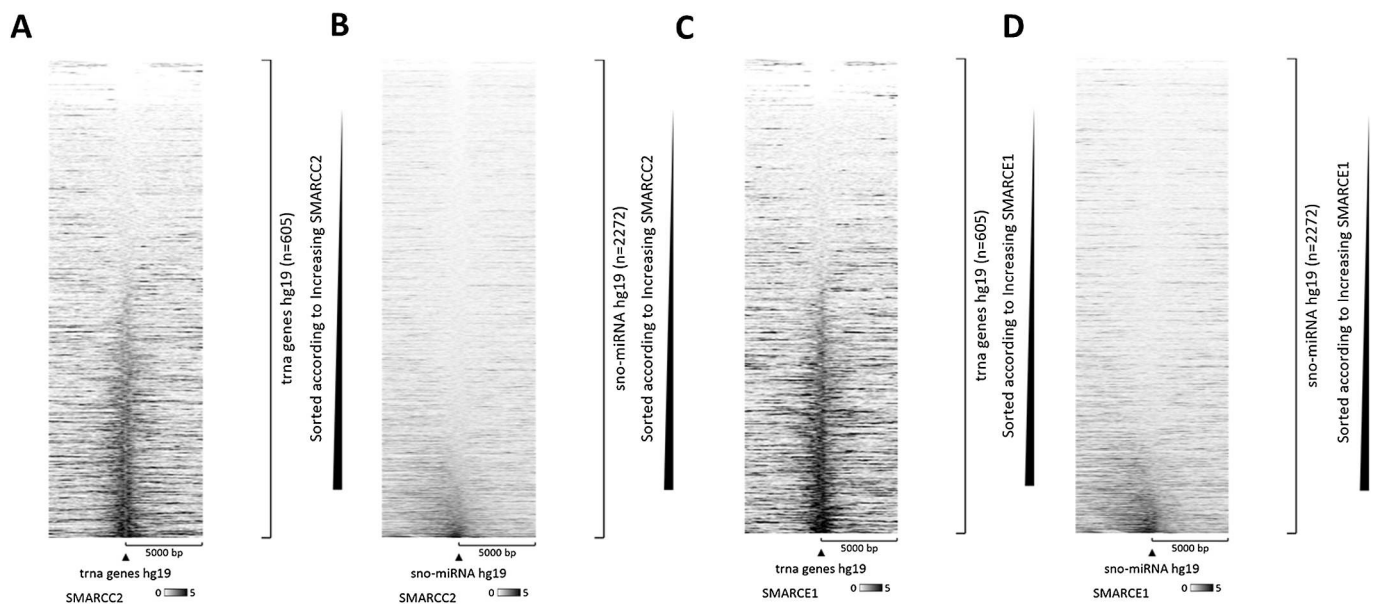 A
trna genes hg19 (n=605)
Sorted according to Increasing SMARCC2
5000 bp
trna genes hg19
SMARCC2 0 5
B
sno-miRNA hg19 (n=2272)
Sorted according to Increasing SMARCC2
5000 bp
sno-miRNA hg19
SMARCC2 0 5
C
trna genes hg19 (n=605)
Sorted according to Increasing SMARCE1
5000 bp
trna genes hg19
SMARCE1 0 5
D
sno-miRNA hg19 (n=2272)
Sorted according to Increasing SMARCE1
5000 bp
sno-miRNA hg19
SMARCE1 0 5